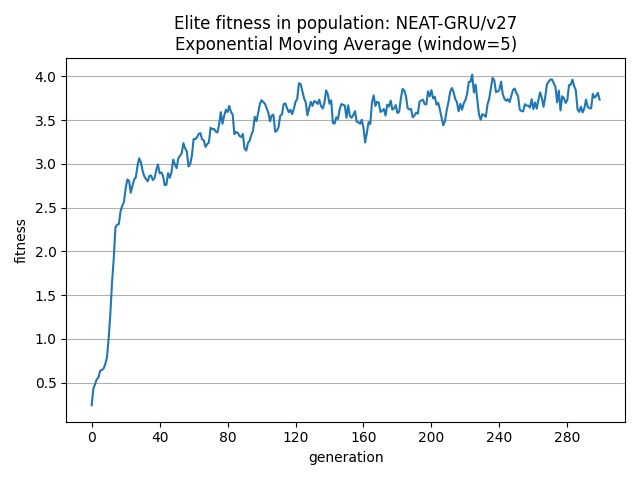 Elite fitness in population: NEAT-GRU/v27
Exponential Moving Average (window=5)
4.0
3.5
3.0
2.5
2.0
1.5
1.0
0.5
fitness
0 40 80 120 160 200 240 280
generation